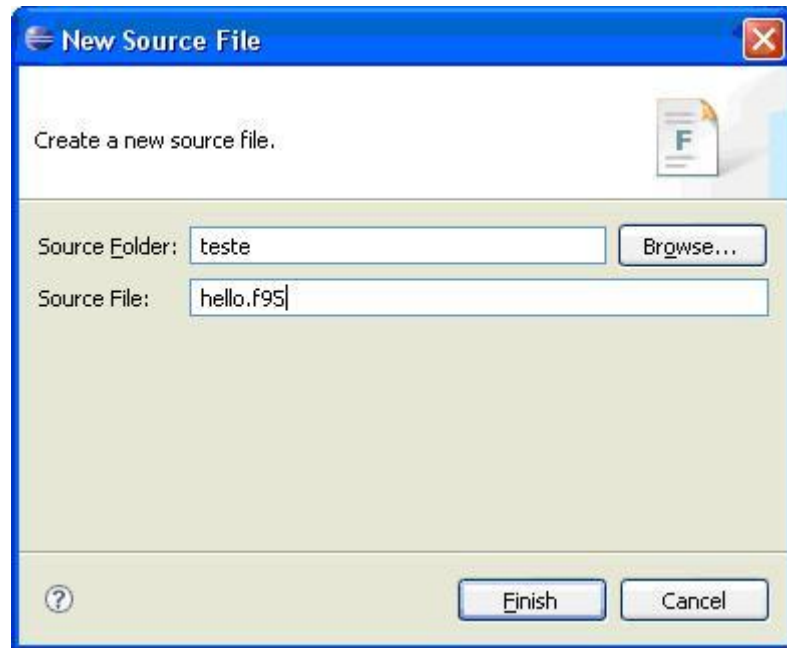 New Source File
Create a new source file.
F
Source Folder: teste Browse...
Source File: hello.f95
? Finish Cancel